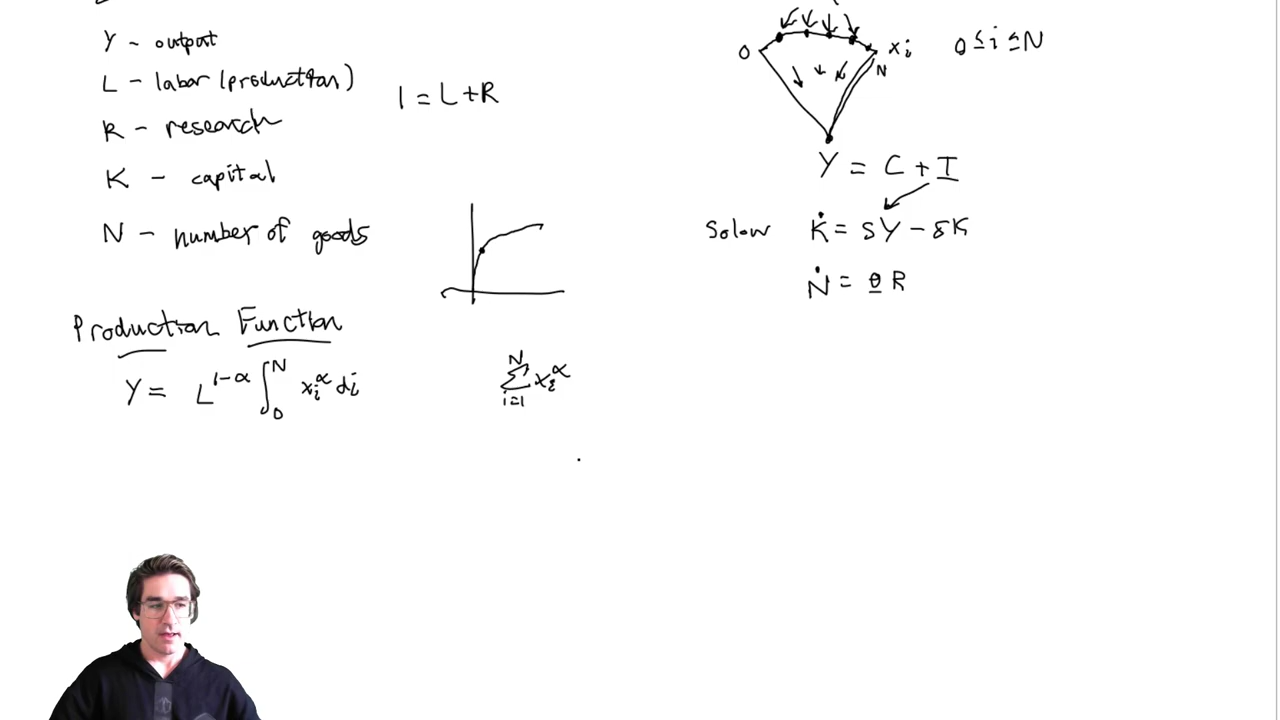 Y - output
L - labor (production)
1 = L + R
R - research
K - capital
N - number of goods
Production Function
Y = L^{1-α} ∫_0^N x_i^α di
∑_{i=1}^N x_i^α
0
x_i
0 ≤ i ≤ N
N
Y = C + I
Solow K̇ = sY - δK
Ṅ = θR